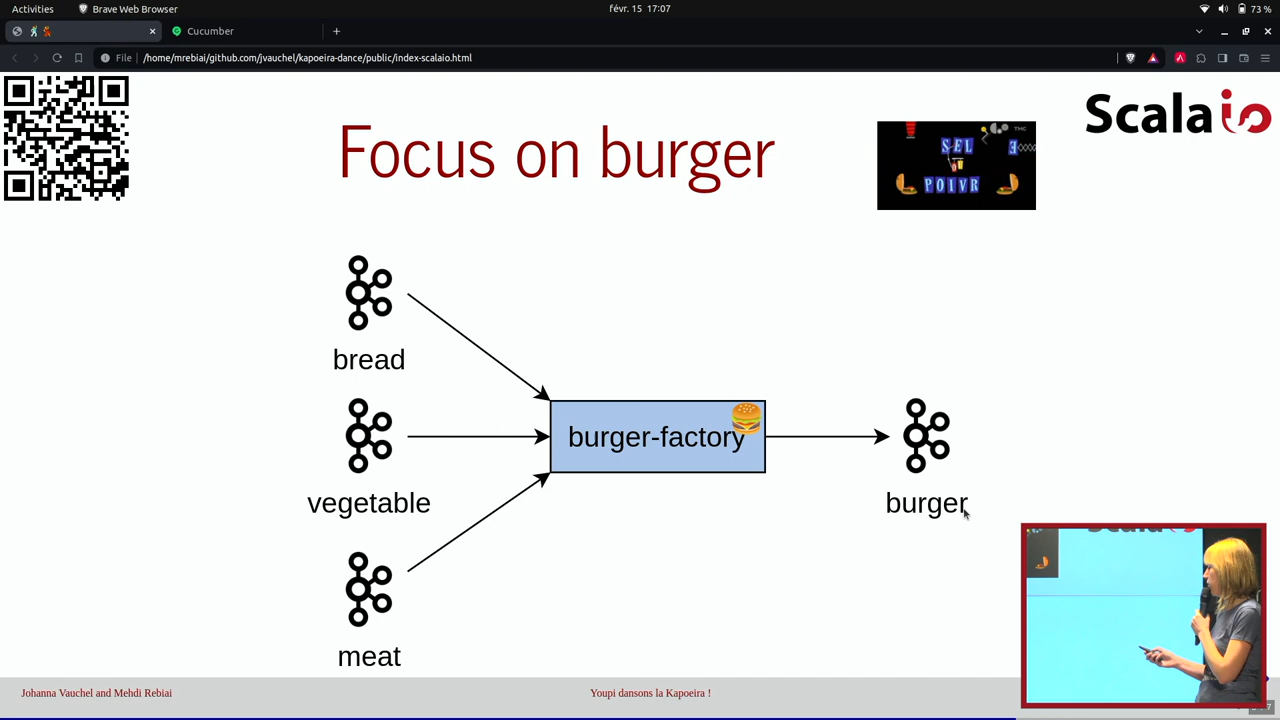 Activities
Brave Web Browser
févr. 15 17:07
73 %
Cucumber
File
/home/mrebiai/github.com/jvauchel/kapoeira-dance/public/index-scalaio.html
Scala io
Focus on burger
TMC
SEL
POIVR
bread
burger-factory
vegetable
burger
meat
Johanna Vauchel and Mehdi Rebiai
Youpi dansons la Kapoeira !